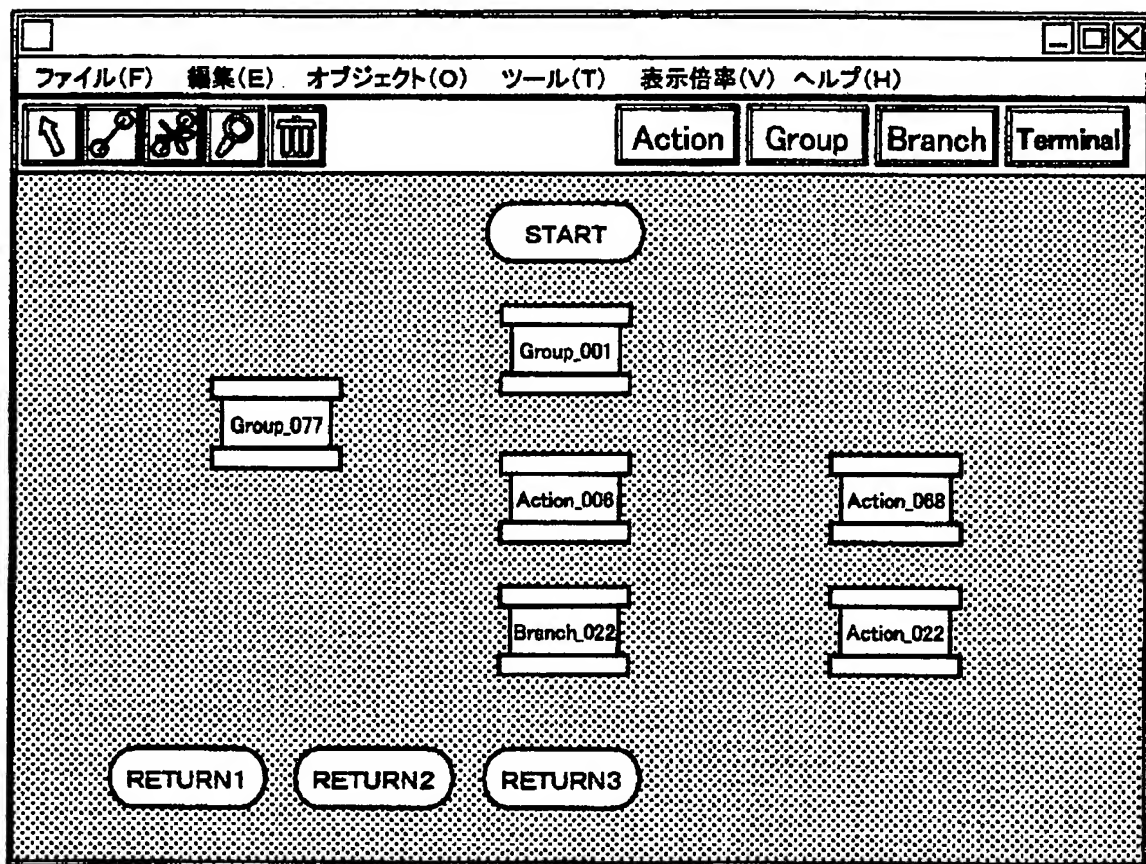 ファイル(F) 編集(E) オブジェクト(O) ツール(T) 表示倍率(V) ヘルプ(H)
Action Group Branch Terminal
START
Group_001
Group_077
Action_006 Action_068
Branch_022 Action_022
RETURN1 RETURN2 RETURN3